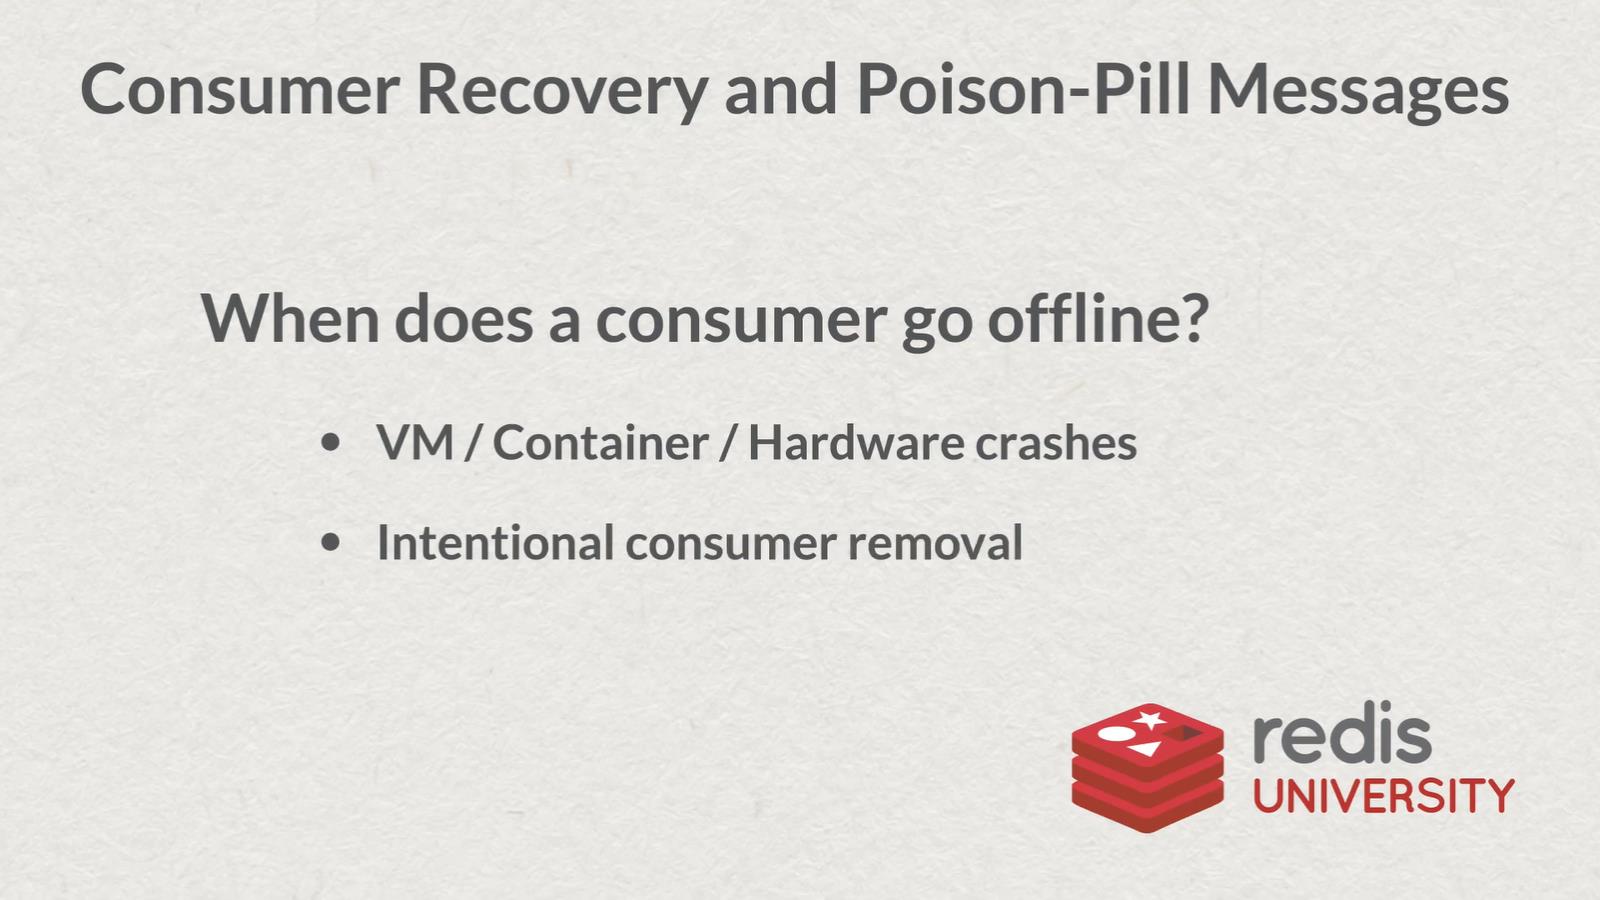 Consumer Recovery and Poison-Pill Messages
When does a consumer go offline?
• VM / Container / Hardware crashes
• Intentional consumer removal
redis
UNIVERSITY